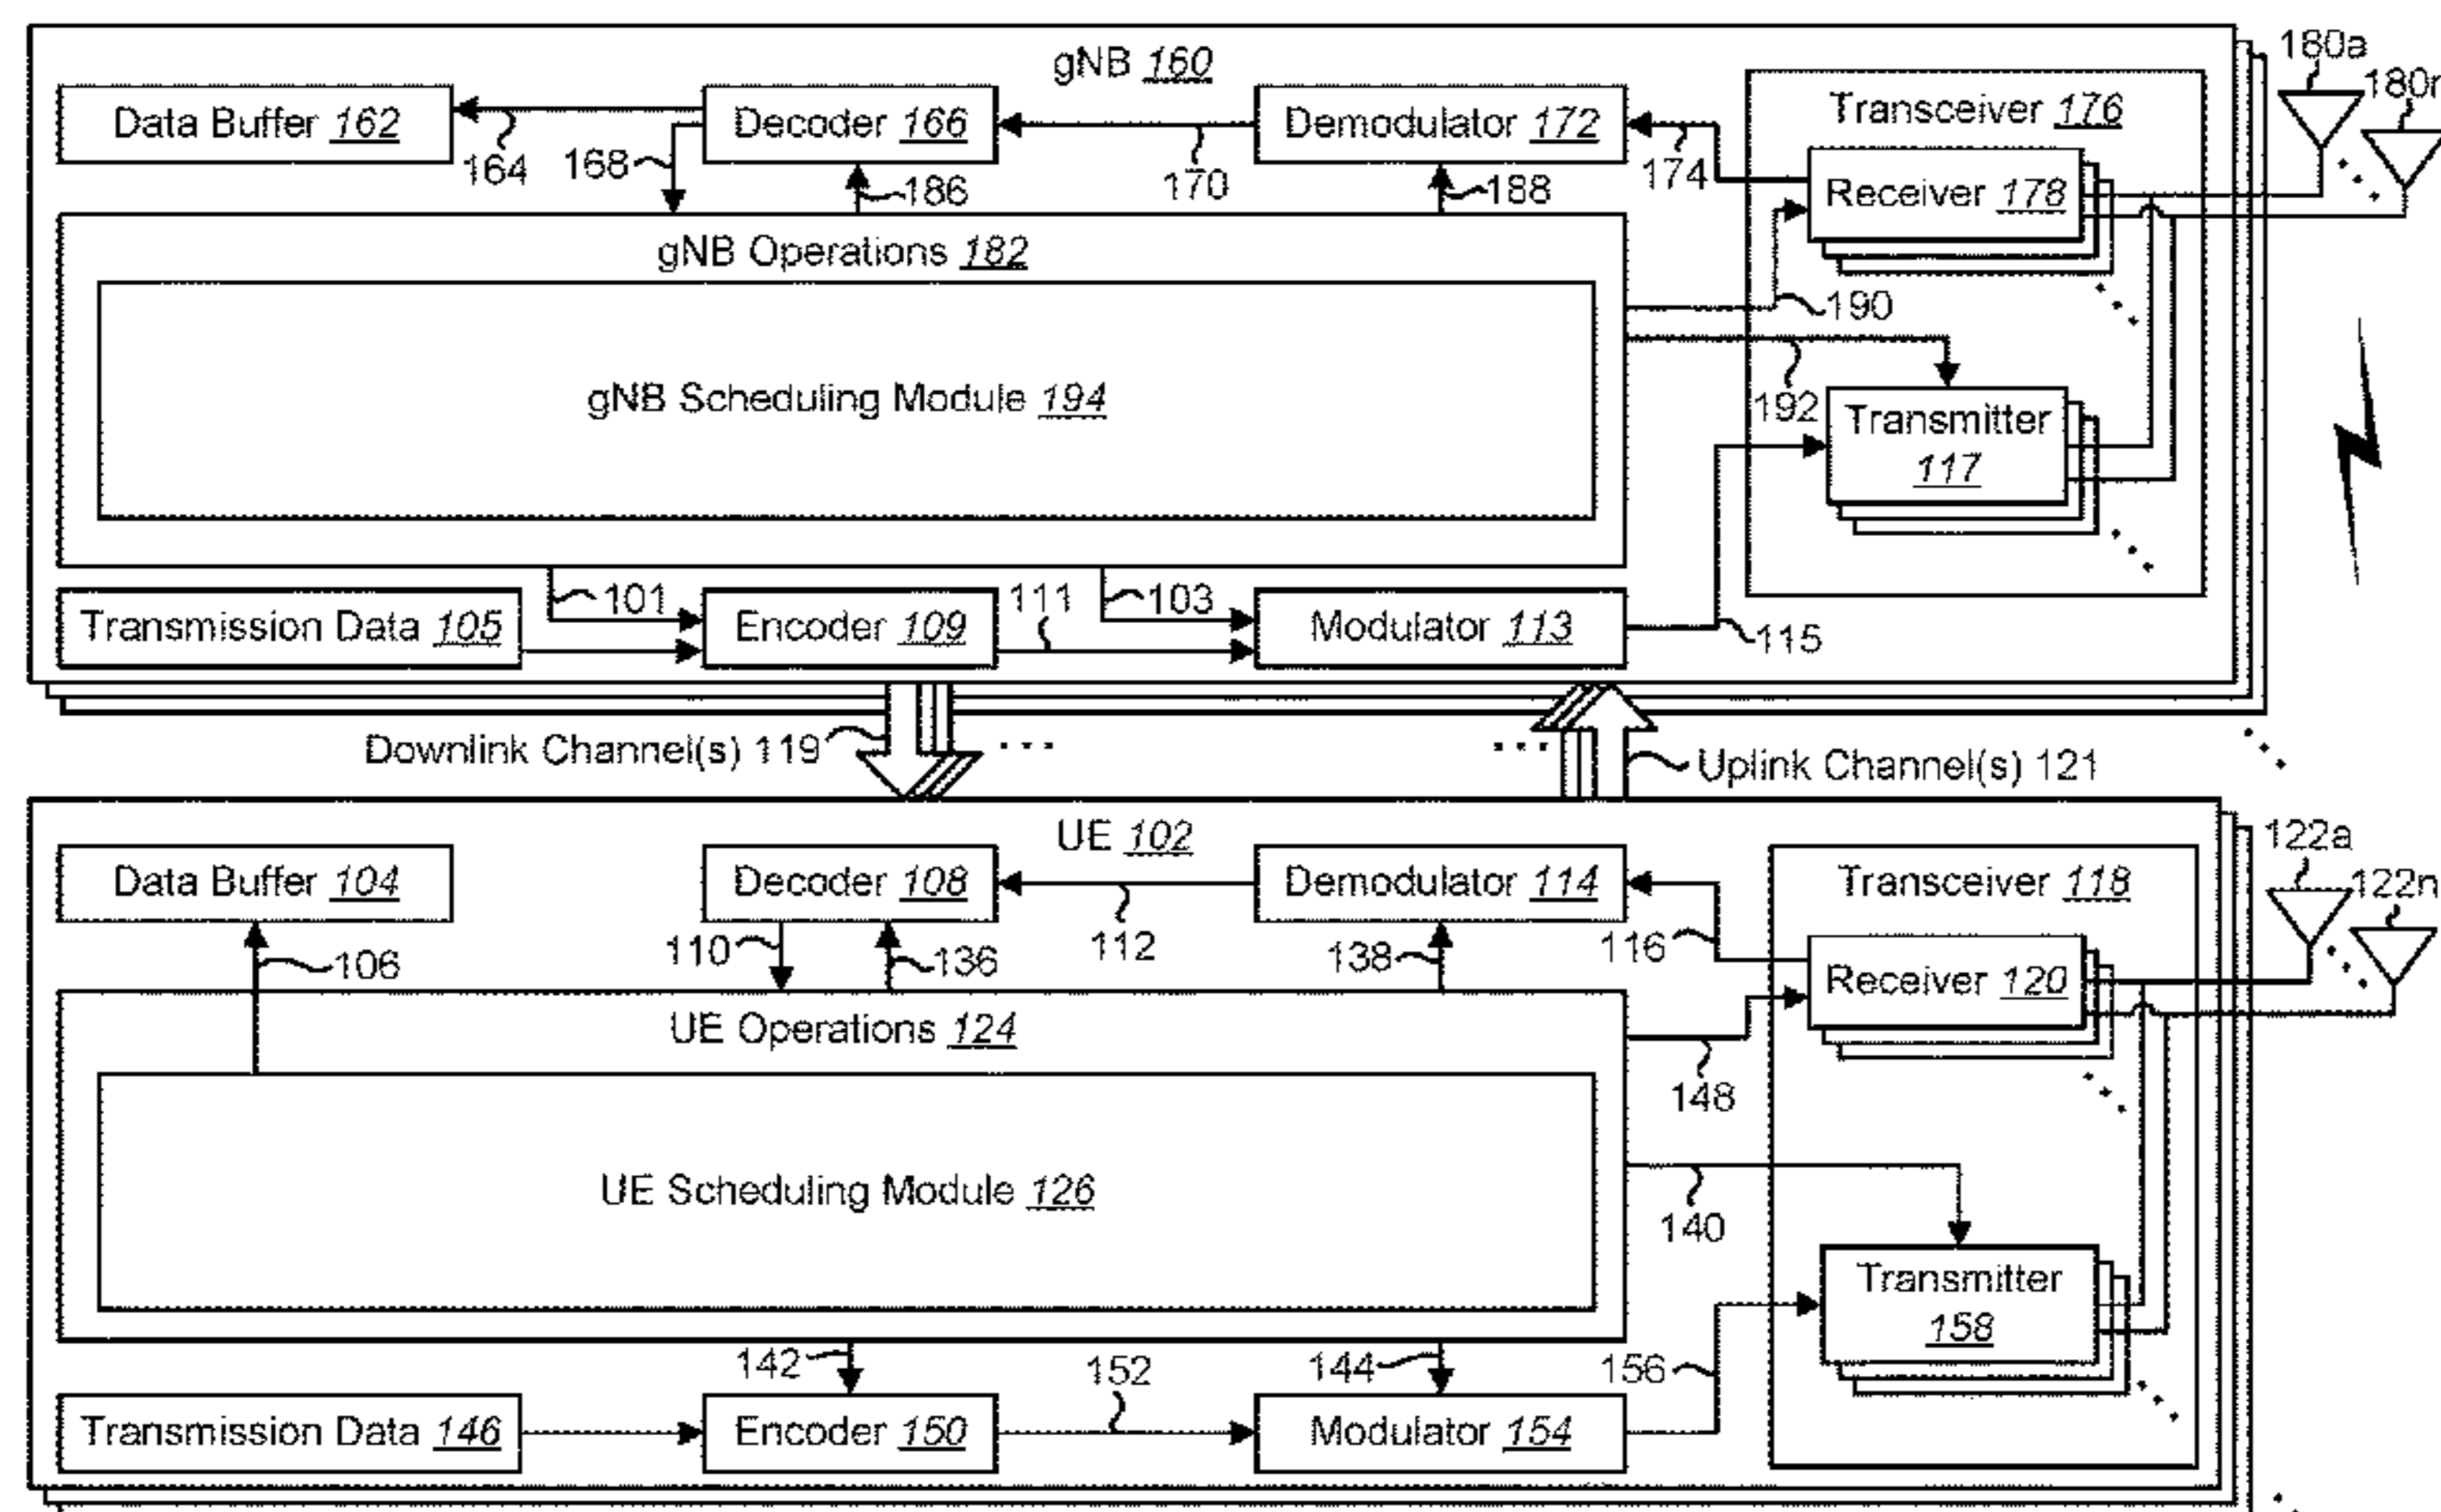 gNB 160
180a
180n
Data Buffer 162
Decoder 166
Demodulator 172
Transceiver 176
164
168
186
170
188
174
Receiver 178
gNB Operations 182
190
gNB Scheduling Module 194
192
Transmitter
117
101
111
103
115
Transmission Data 105
Encoder 109
Modulator 113
Downlink Channel(s) 119
Uplink Channel(s) 121
UE 102
122a
122n
Data Buffer 104
Decoder 108
Demodulator 114
Transceiver 118
106
110
136
112
138
116
Receiver 120
UE Operations 124
148
UE Scheduling Module 126
140
Transmitter
158
142
152
144
156
Transmission Data 146
Encoder 150
Modulator 154